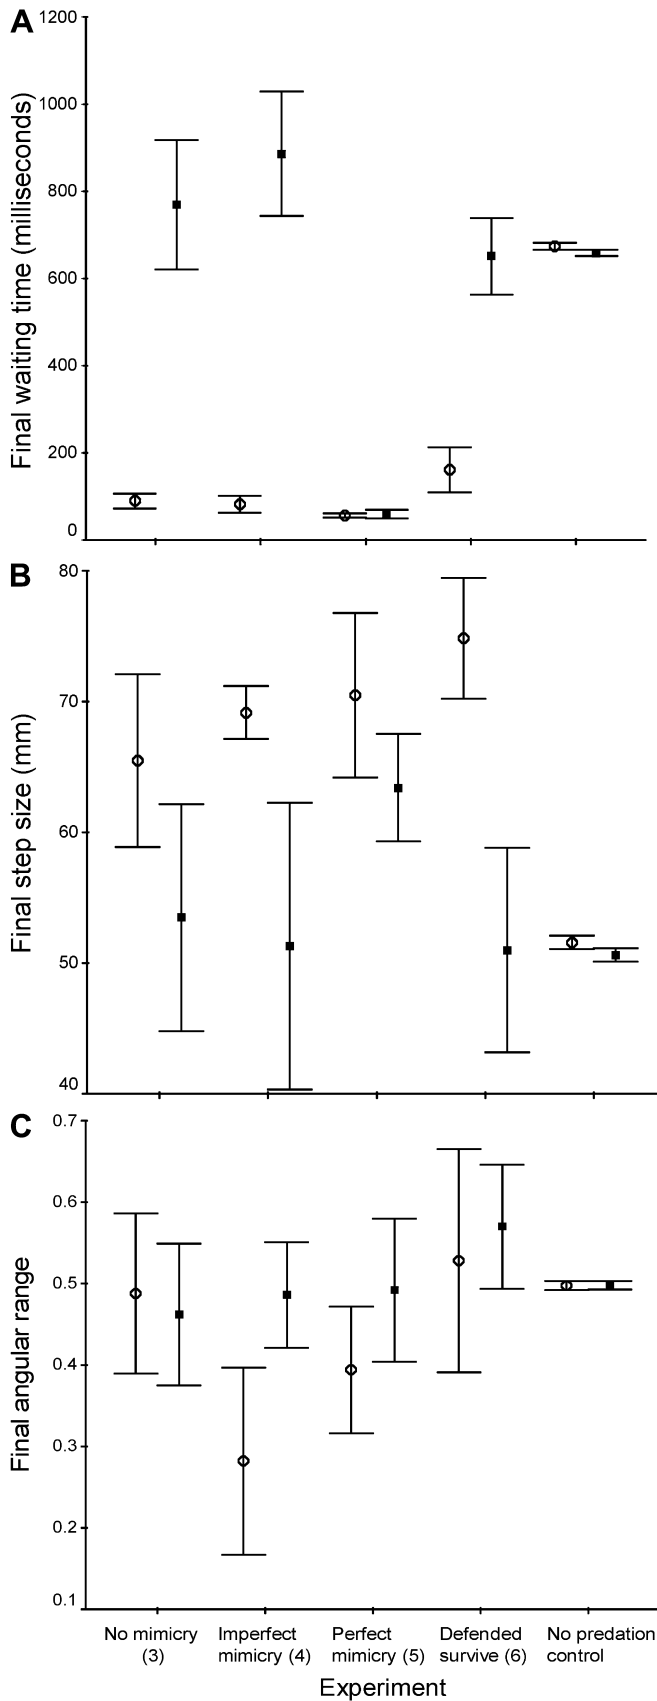 A
Final waiting time (milliseconds)
1200
1000
800
600
400
200
0
B
Final step size (mm)
80
70
60
50
40
C
Final angular range
0.7
0.6
0.5
0.4
0.3
0.2
0.1
No mimicry
(3)
Imperfect
mimicry (4)
Perfect
mimicry (5)
Defended
survive (6)
No predation
control
Experiment